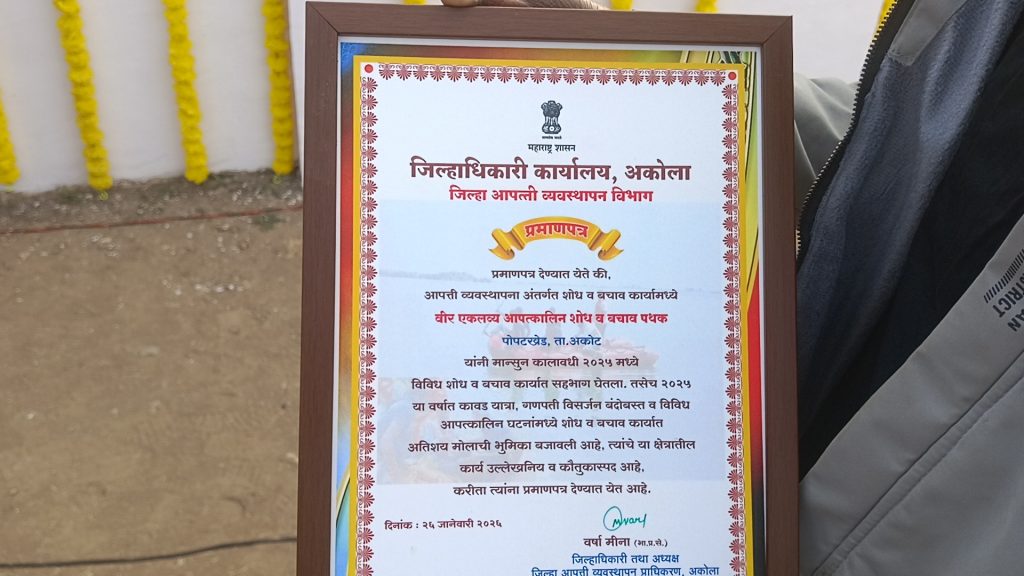 महाराष्ट्र शासन
जिल्हाधिकारी कार्यालय, अकोला
जिल्हा आपत्ती व्यवस्थापन विभाग
प्रमाणपत्र
प्रमाणपत्र देण्यात येते की,
आपत्ती व्यवस्थापना अंतर्गत शोध व बचाव कार्यामध्ये
वीर एकलव्य आपत्कालिन शोध व बचाव पथक
पोपटखेड, ता.अकोट
यांनी मान्सुन कालावधी २०२५ मध्ये
विविध शोध व बचाव कार्यात सहभाग घेतला. तसेच २०२५
या वर्षात कावड यात्रा, गणपती विसर्जन बंदोबस्त व विविध
आपत्कालिन घटनांमध्ये शोध व बचाव कार्यात
अतिशय मोलाची भुमिका बजावली आहे, त्यांचे या क्षेत्रातील
कार्य उल्लेखनिय व कौतुकास्पद आहे,
करीता त्यांना प्रमाणपत्र देण्यात येत आहे.
दिनांक : २६ जानेवारी २०२६
वर्षा मीना (भा.प्र.से.)
जिल्हाधिकारी तथा अध्यक्ष
जिल्हा आपत्ती व्यवस्थापन प्राधिकरण, अकोला